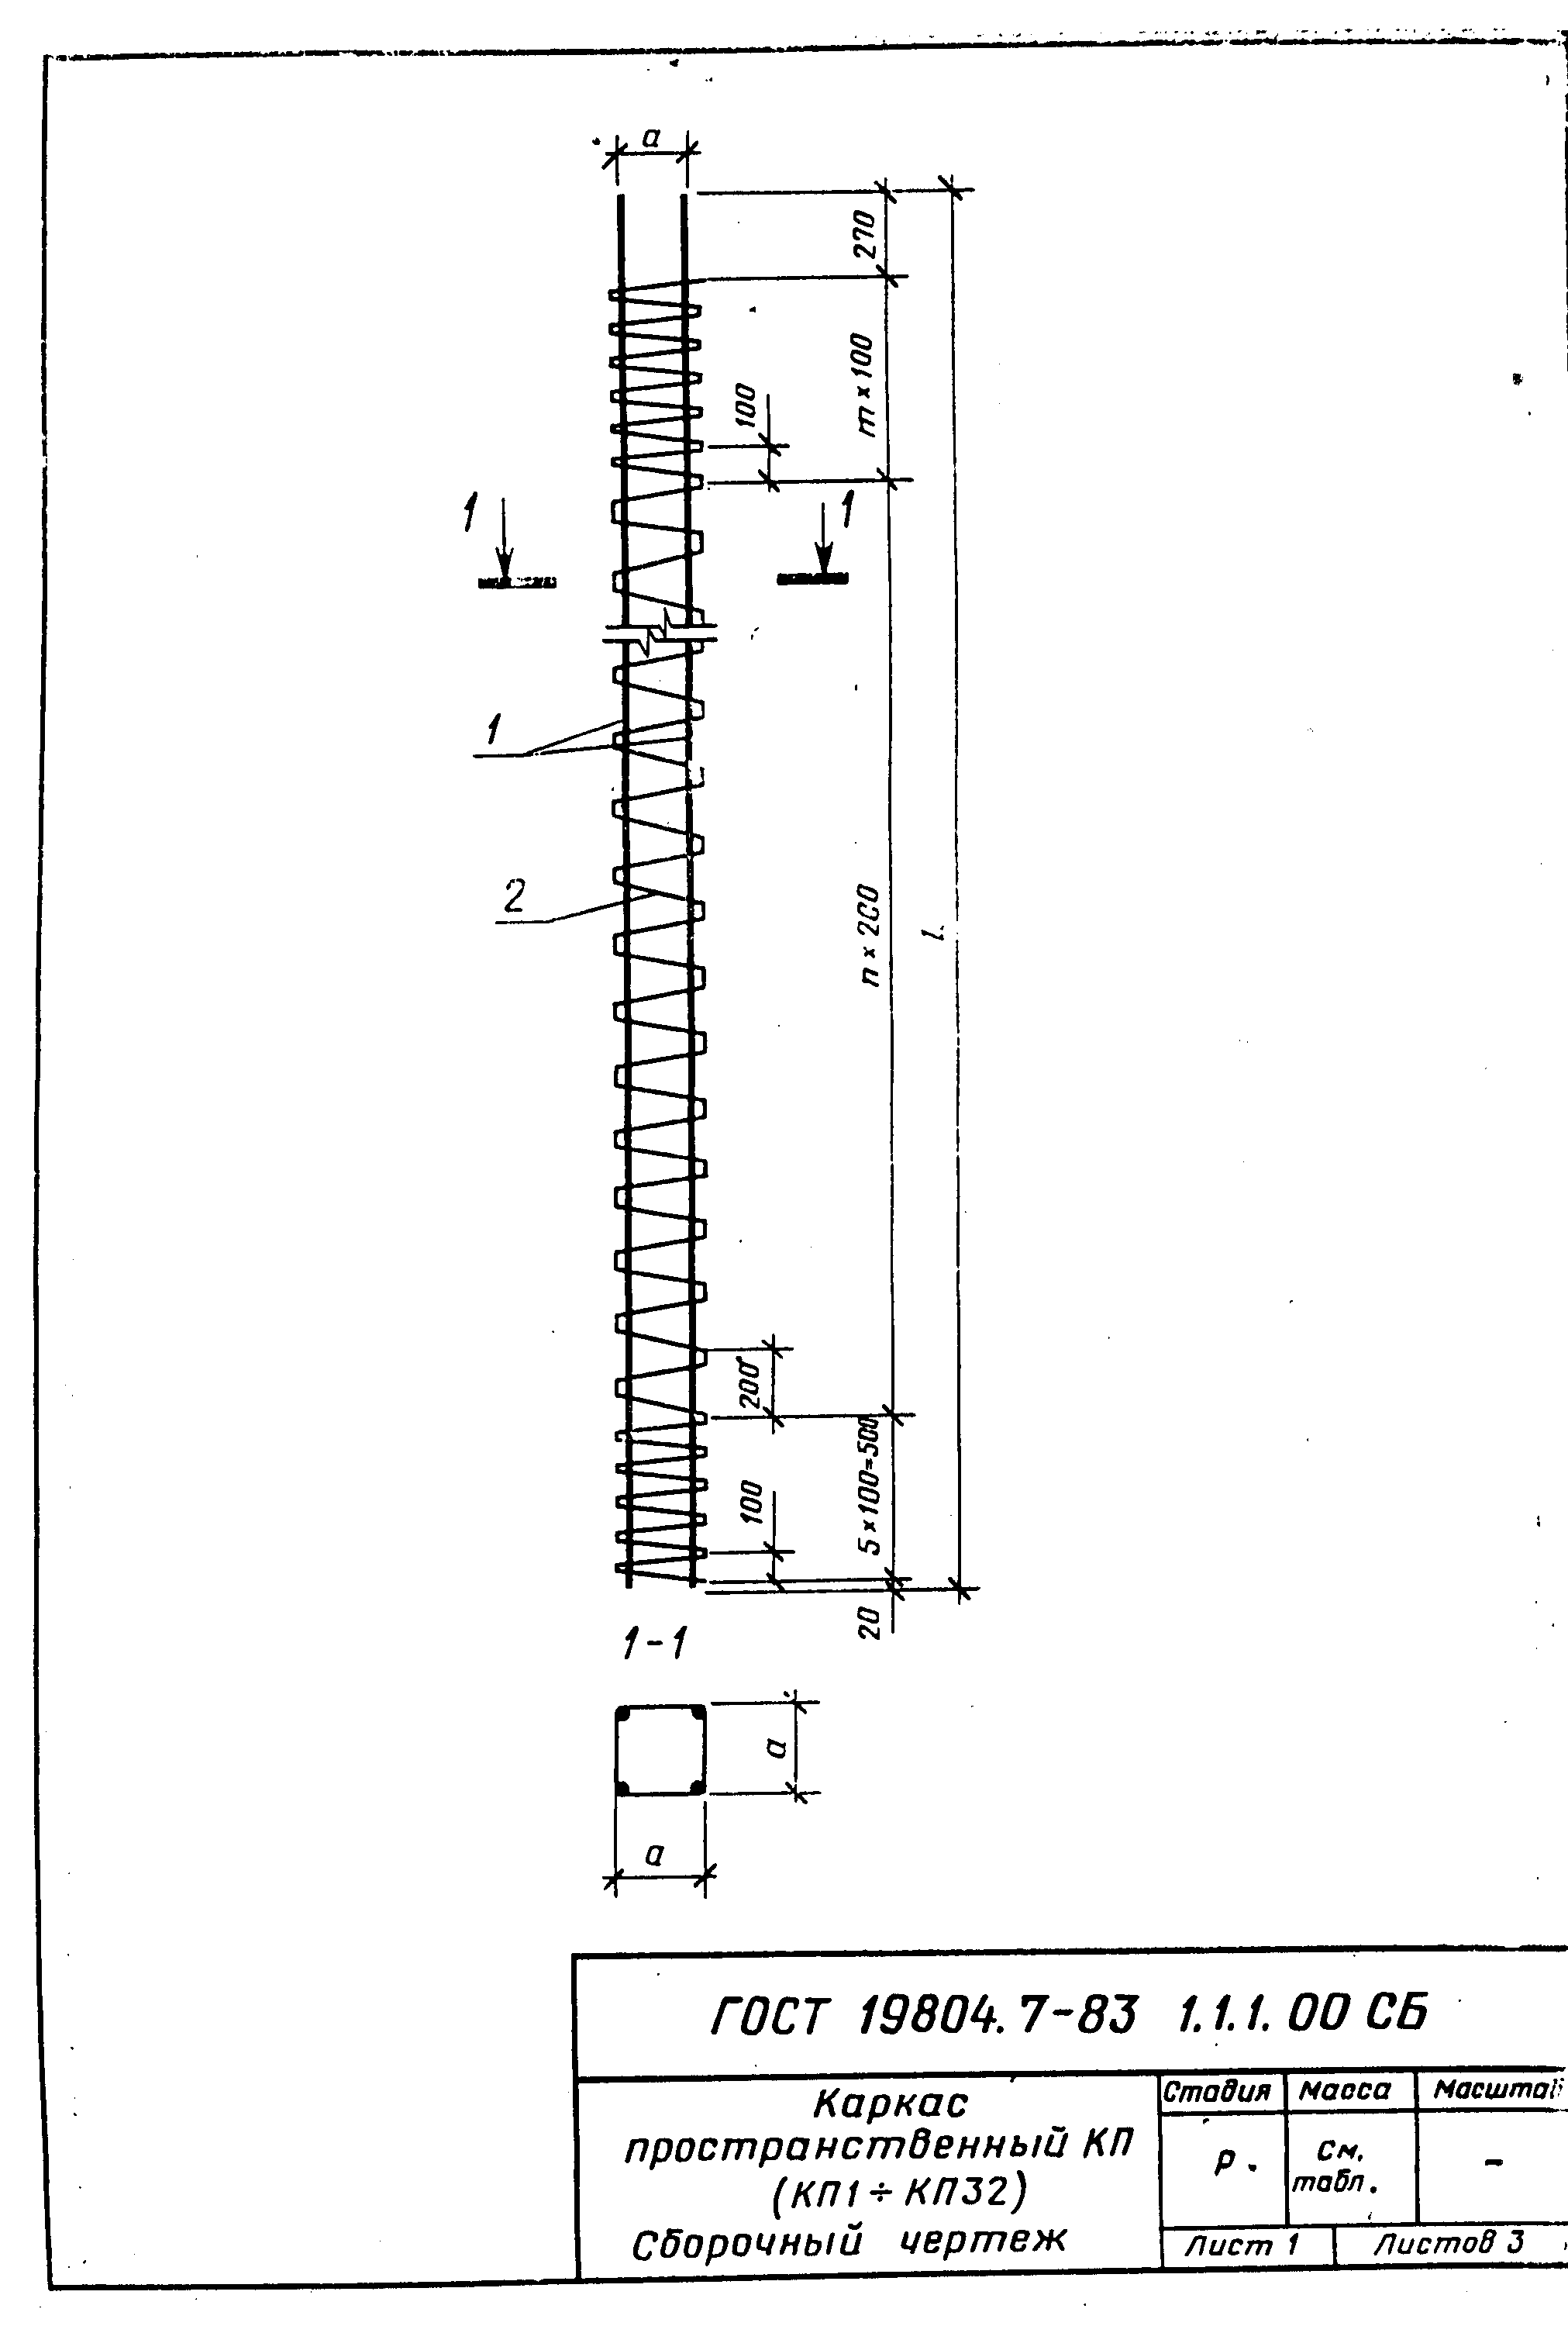 а
270
m × 100
100
1 1
1
2
n × 200
L
200
5 × 100=500
100
20
1-1
а
а
ГОСТ 19804.7-83 1.1.1.00 СБ
Каркас
пространственный КП
(КП1 ÷ КП32)
Сборочный чертеж
Стадия Масса Масштаб
Р. См. табл. -
Лист 1 Листов 3